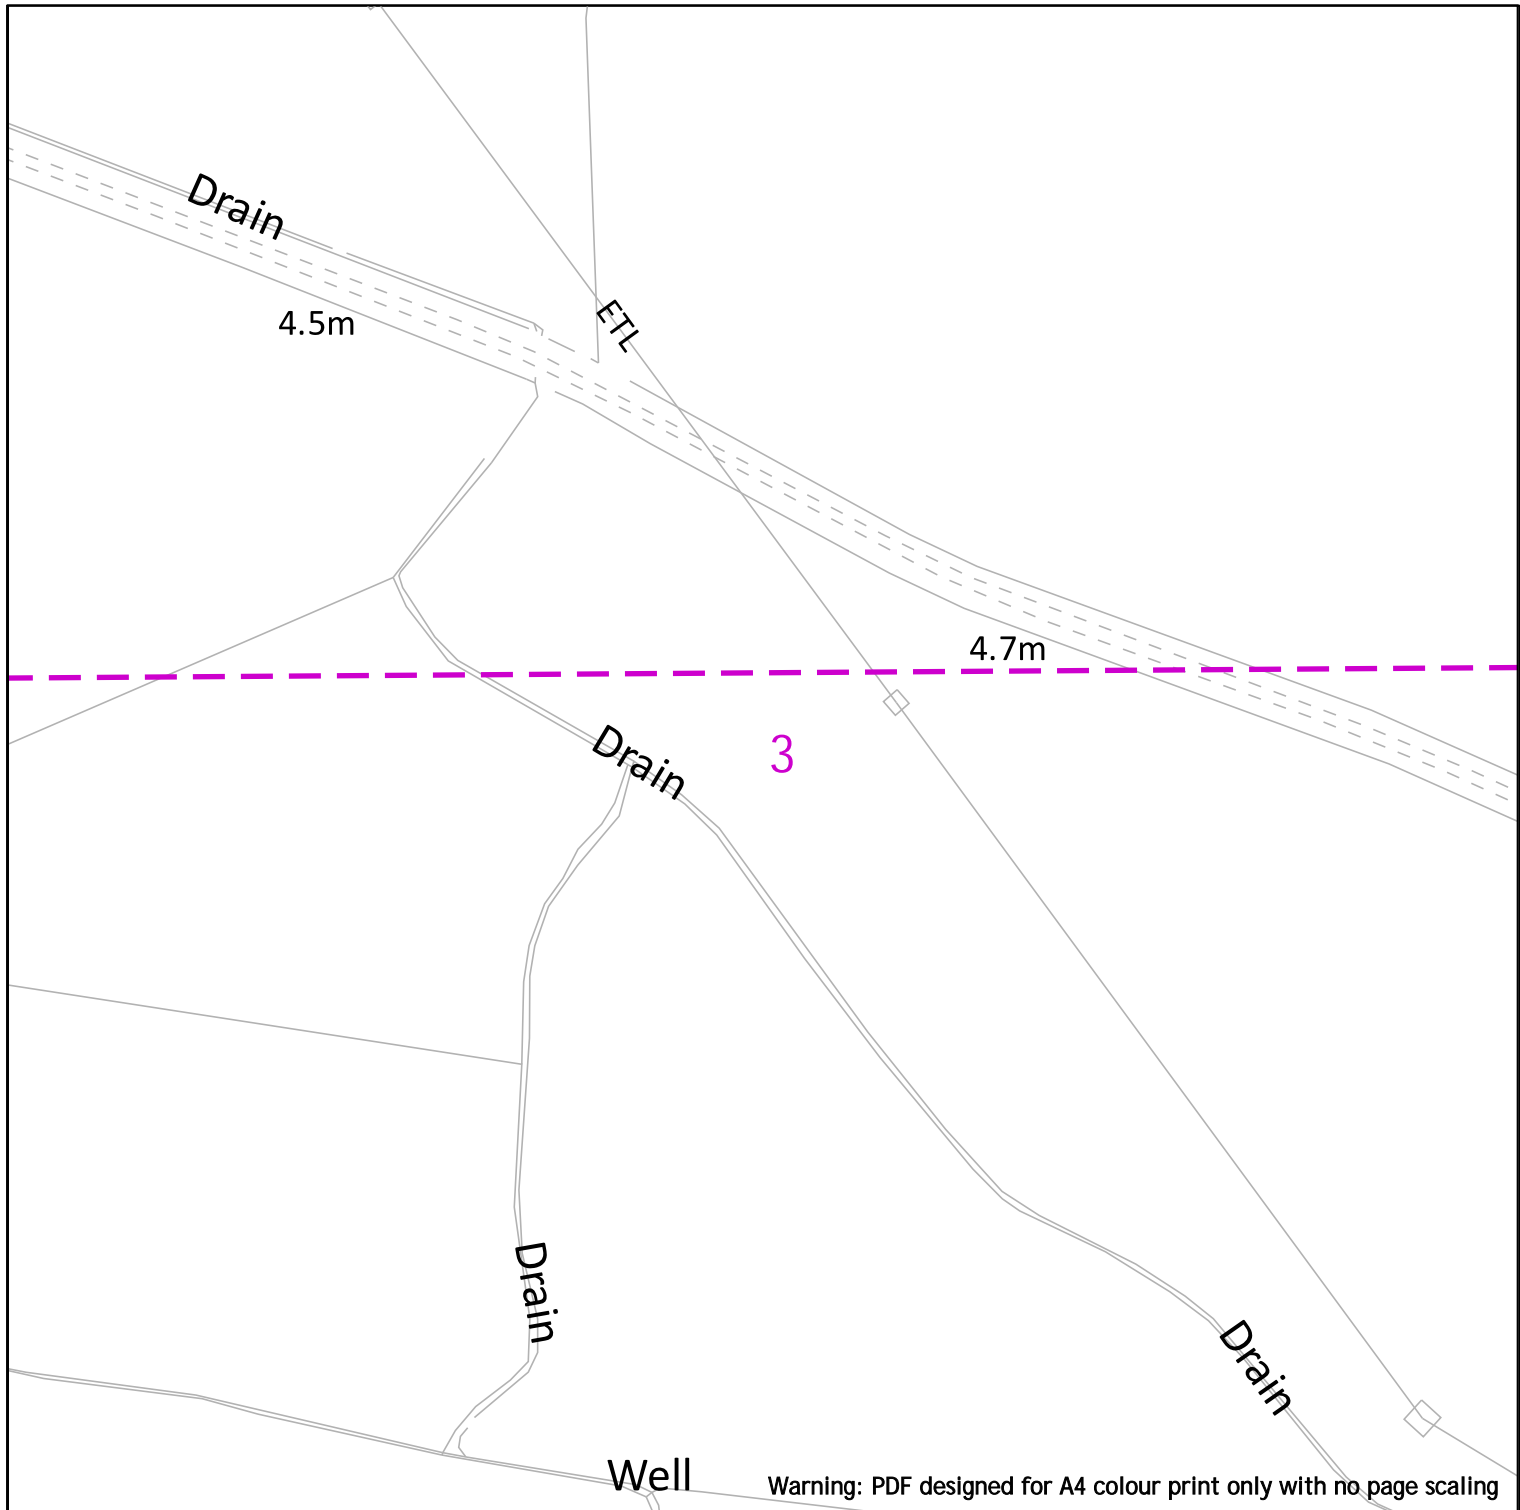 Drain
ETL
4.5m
4.7m
Drain
3
Drain
Drain
Well
Warning: PDF designed for A4 colour print only with no page scaling